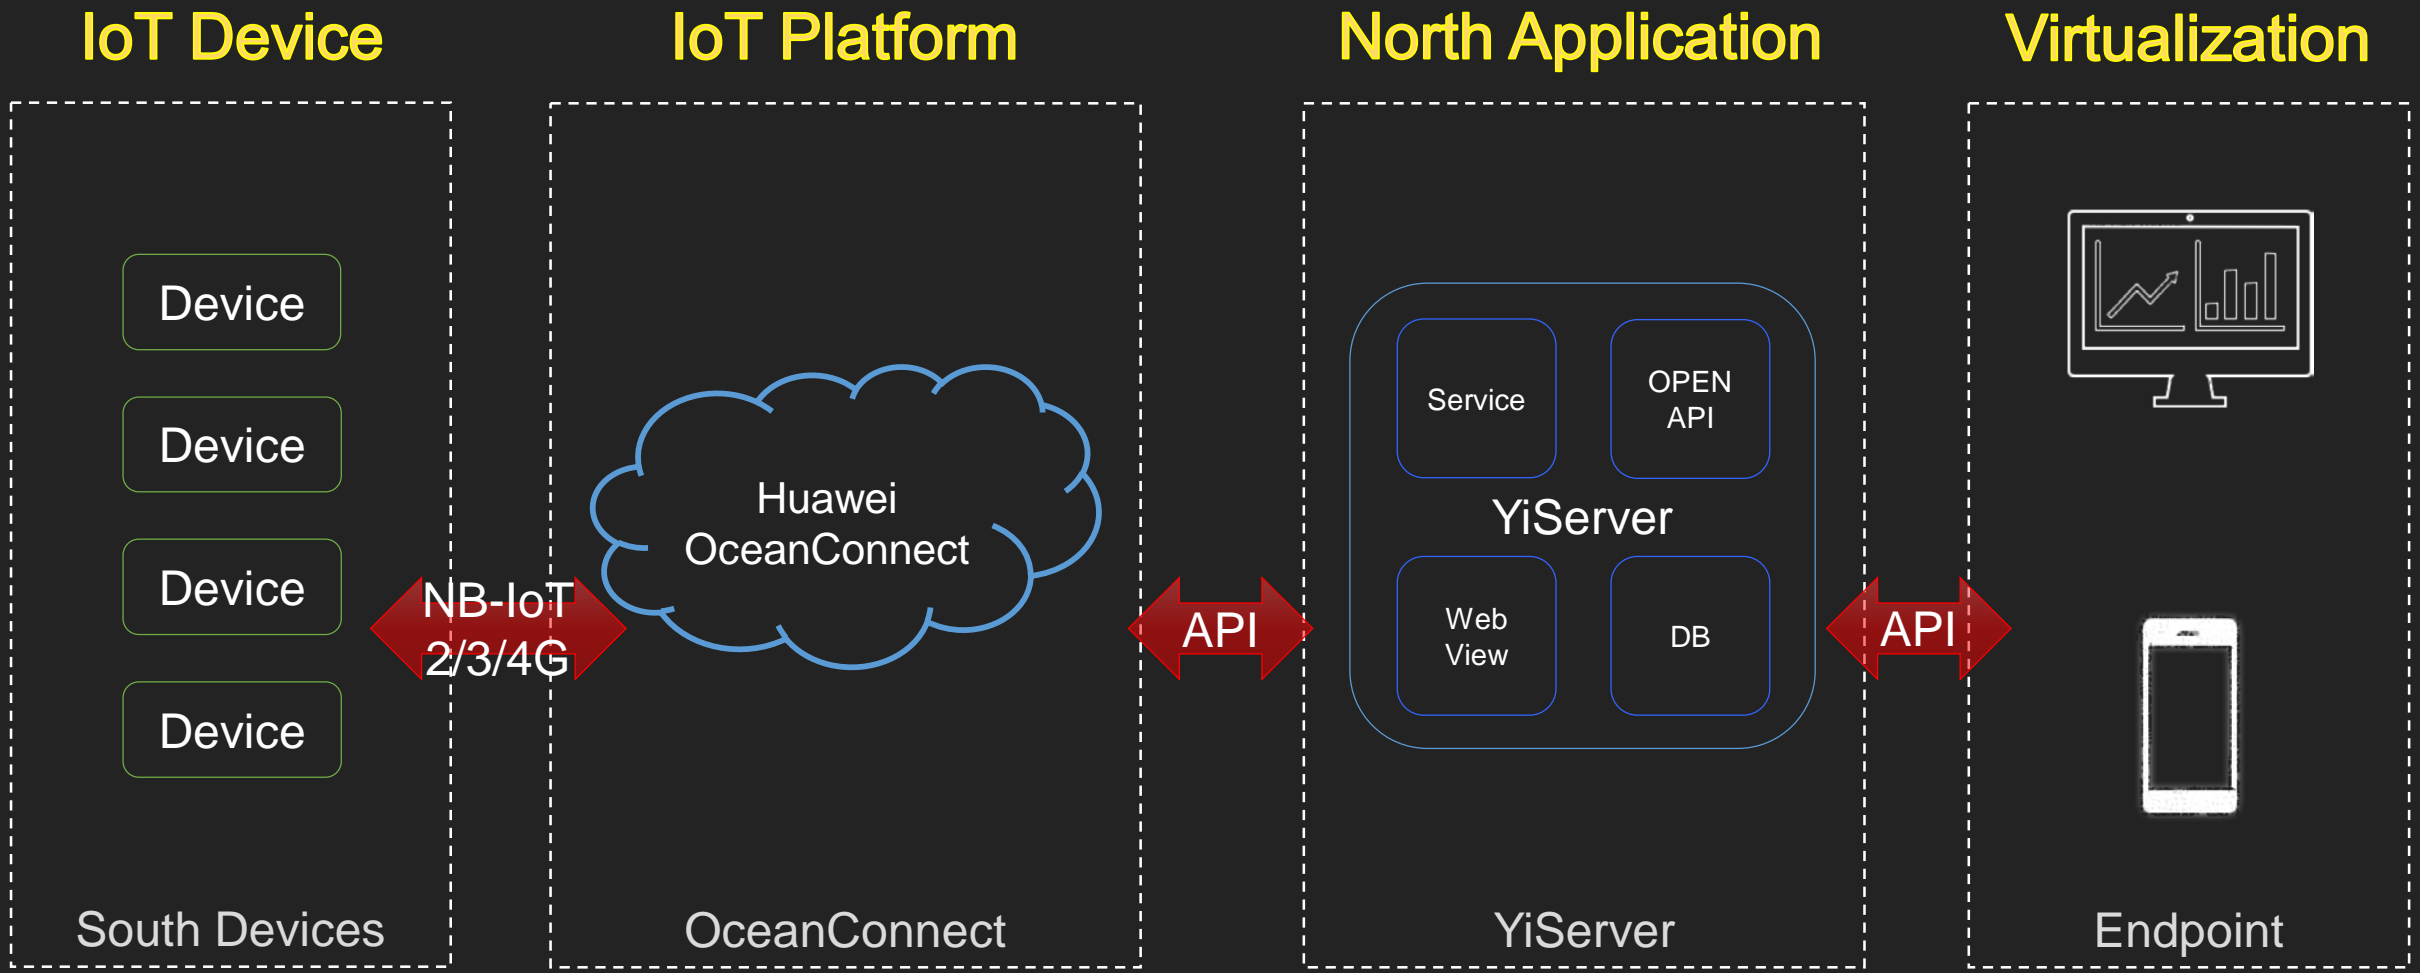 IoT Device
IoT Platform
North Application
Virtualization
Device
Device
Device
Device
South Devices
NB-IoT
2/3/4G
Huawei
OceanConnect
OceanConnect
API
Service
OPEN
API
YiServer
Web
View
DB
YiServer
API
Endpoint